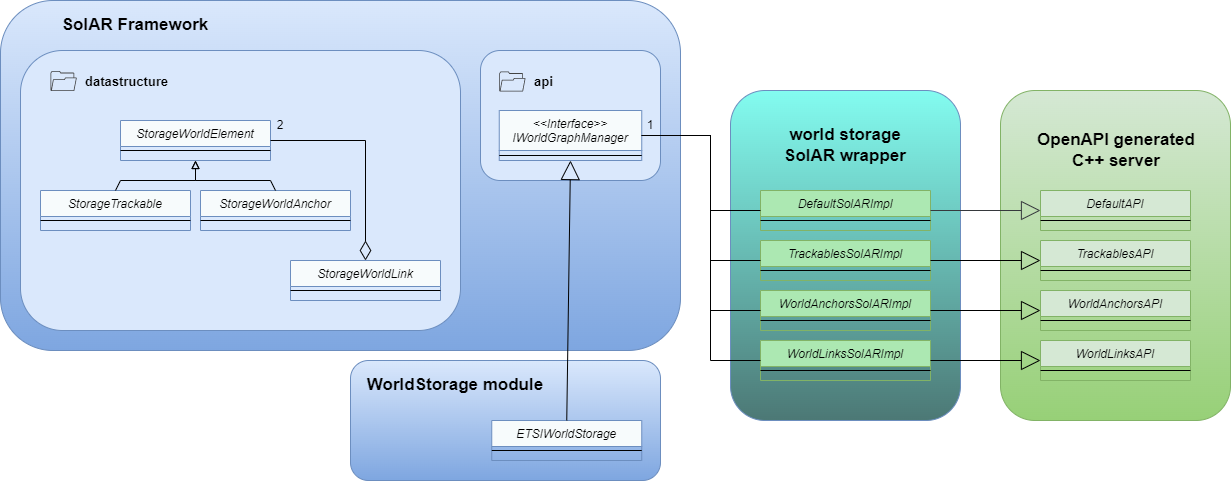 SolAR Framework
datastructure
StorageWorldElement
2
StorageTrackable
StorageWorldAnchor
StorageWorldLink
api
<<Interface>>
IWorldGraphManager
1
WorldStorage module
ETSIWorldStorage
world storage
SolAR wrapper
DefaultSolARImpl
TrackablesSolARImpl
WorldAnchorsSolARImpl
WorldLinksSolARImpl
OpenAPI generated
C++ server
DefaultAPI
TrackablesAPI
WorldAnchorsAPI
WorldLinksAPI